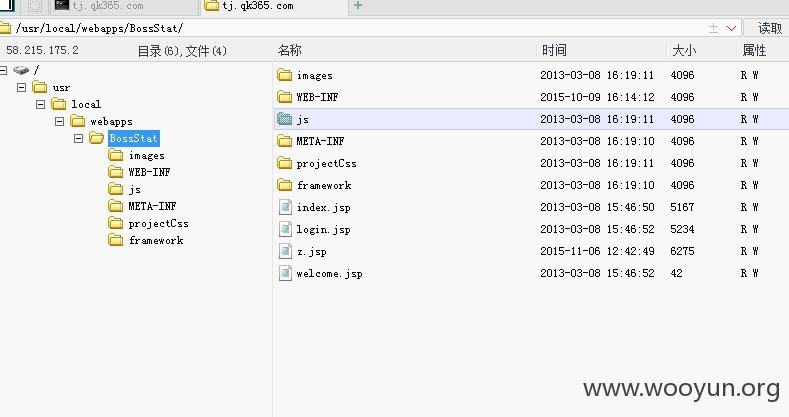 tj.qk365.com tj.qk365.com
/usr/local/webapps/BossStat/ 读取
58.215.175.2 目录(6),文件(4) 名称 时间 大小 属性
/
usr
local
webapps
BossStat
images
WEB-INF
js
META-INF
projectCss
framework
images 2013-03-08 16:19:11 4096 R W
WEB-INF 2015-10-09 16:14:12 4096 R W
js 2013-03-08 16:19:11 4096 R W
META-INF 2013-03-08 16:19:10 4096 R W
projectCss 2013-03-08 16:19:11 4096 R W
framework 2013-03-08 16:19:10 4096 R W
index.jsp 2013-03-08 15:46:50 5167 R W
login.jsp 2013-03-08 15:46:52 5234 R W
z.jsp 2015-11-06 12:42:49 6275 R W
welcome.jsp 2013-03-08 15:46:52 42 R W
www.wooyun.org